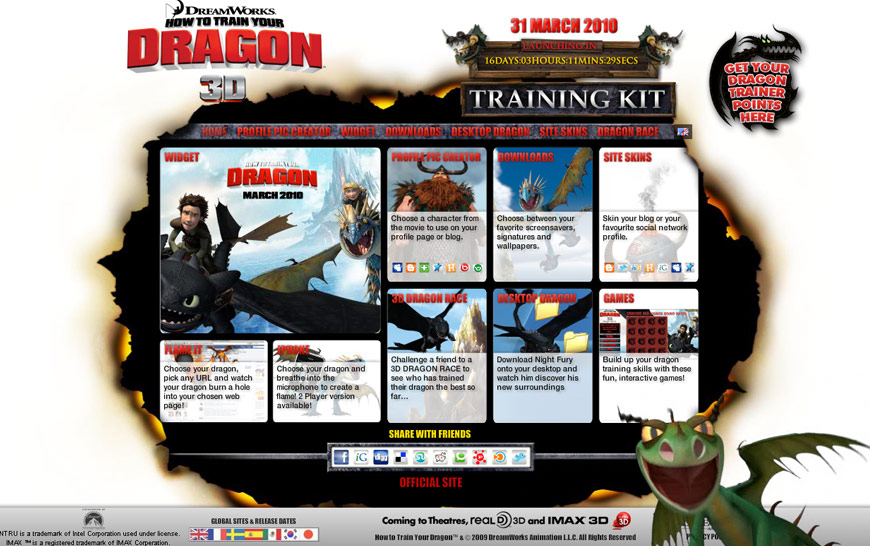 DREAMWORKS
HOW TO TRAIN YOUR
DRAGON
3D
31 MARCH 2010
LAUNCHING IN
16DAYS:03HOURS:11MINS:29SECS
TRAINING KIT
GET YOUR
DRAGON
TRAINER
POINTS
HERE
HOME PROFILE PIC CREATOR WIDGET DOWNLOADS DESKTOP DRAGON SITE SKINS DRAGON RACE
WIDGET
HOW TO TRAIN YOUR
DRAGON
MARCH 2010
PROFILE PIC CREATOR
Choose a character from
the movie to use on your
profile page or blog.
DOWNLOADS
Choose between your
favorite screensavers,
signatures and
wallpapers.
SITE SKINS
Skin your blog or your
favourite social network
profile.
FLAME IT
Choose your dragon,
pick any URL and watch
your dragon burn a hole
into your chosen web
page!
Choose your dragon and
breathe into the
microphone to create a
flame! 2 Player version
available!
3D DRAGON RACE
Challenge a friend to a
3D DRAGON RACE to
see who has trained
their dragon the best so
far...
DESKTOP DRAGON
Download Night Fury
onto your desktop and
watch him discover his
new surroundings
GAMES
Build up your dragon
training skills with these
fun, interactive games!
SHARE WITH FRIENDS
iG
digg
OFFICIAL SITE
GLOBAL SITES & RELEASE DATES
NTRU is a trademark of Intel Corporation used under license.
IMAX ™ is a registered trademark of IMAX Corperation.
Coming to Theatres, REAL D 3D and IMAX 3D
How to Train Your Dragon™ & © 2009 DreamWorks Animation L.L.C. All Rights Reserved